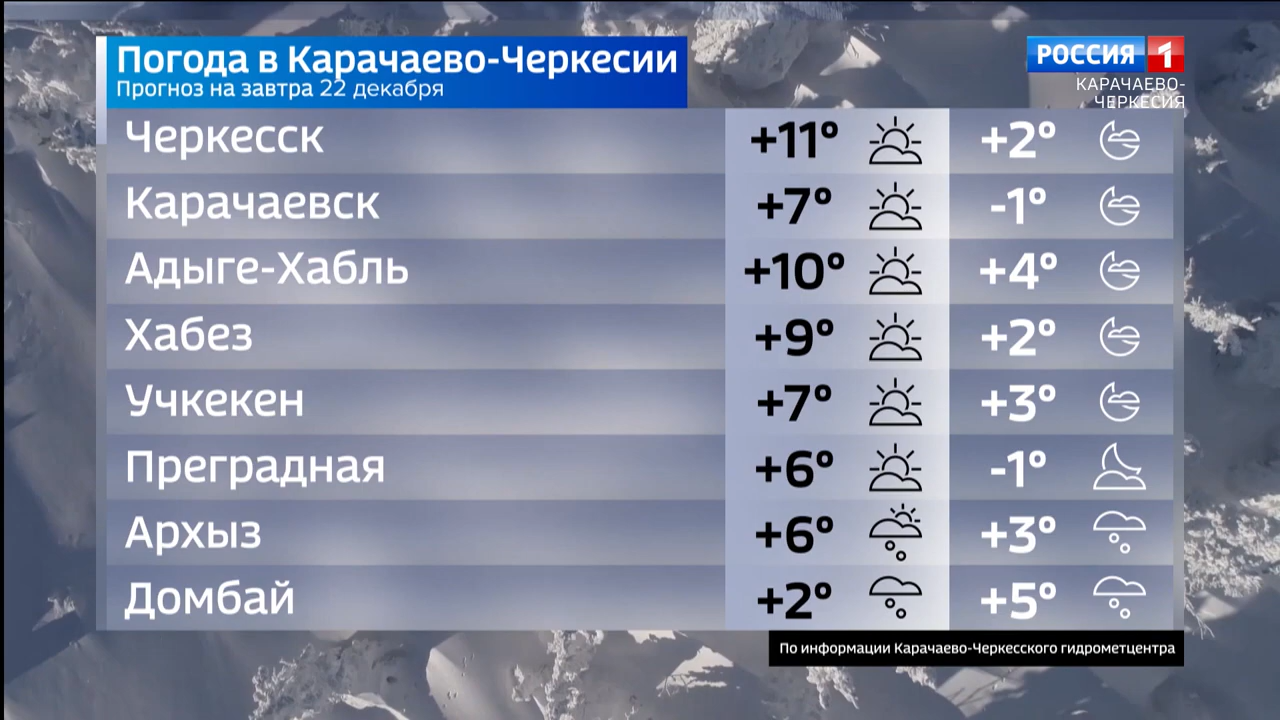 Погода в Карачаево-Черкесии
Прогноз на завтра 22 декабря
РОССИЯ 1
КАРАЧАЕВО-
ЧЕРКЕСИЯ
Черкесск +11° +2°
Карачаевск +7° -1°
Адыге-Хабль +10° +4°
Хабез +9° +2°
Учкекен +7° +3°
Преградная +6° -1°
Архыз +6° +3°
Домбай +2° +5°
По информации Карачаево-Черкесского гидрометцентра